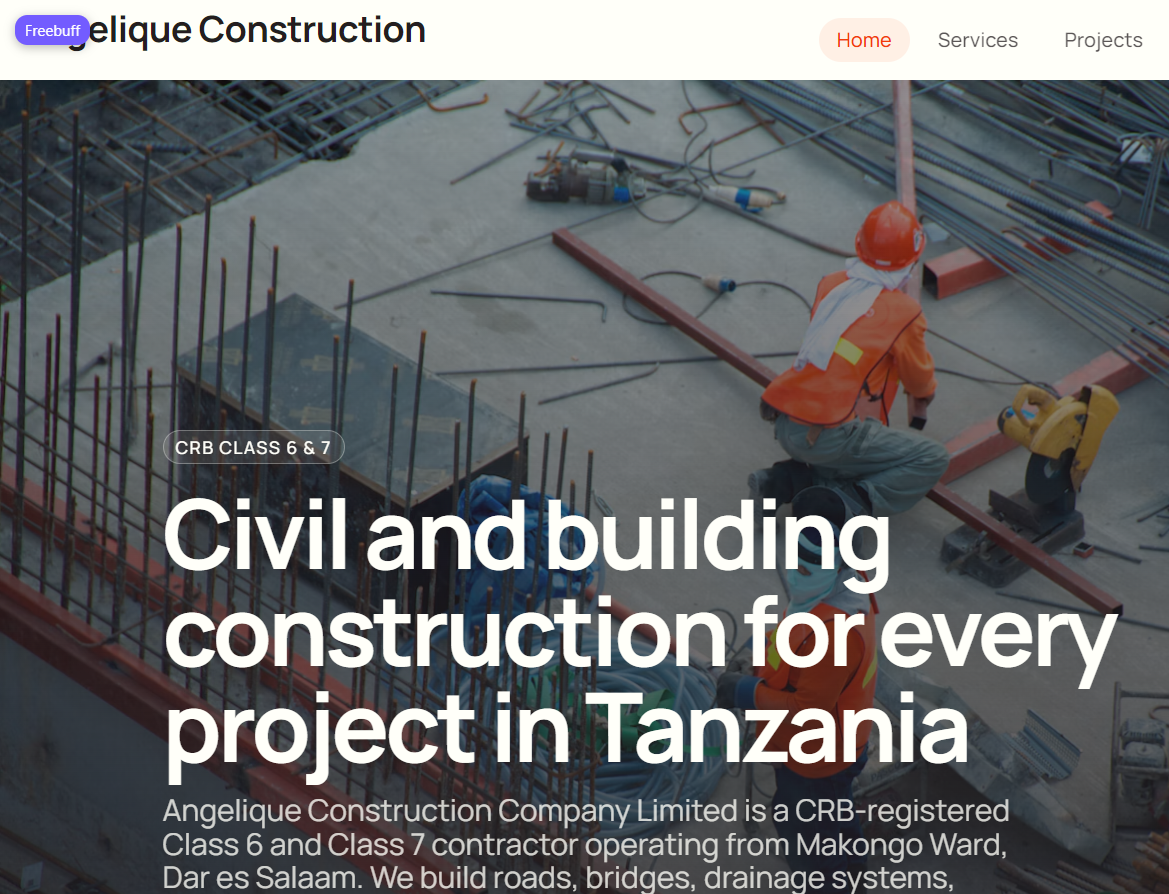 Freebuff
gelique Construction
Home Services Projects
CRB CLASS 6 & 7
Civil and building
construction for every
project in Tanzania
Angelique Construction Company Limited is a CRB-registered
Class 6 and Class 7 contractor operating from Makongo Ward,
Dar es Salaam. We build roads, bridges, drainage systems,